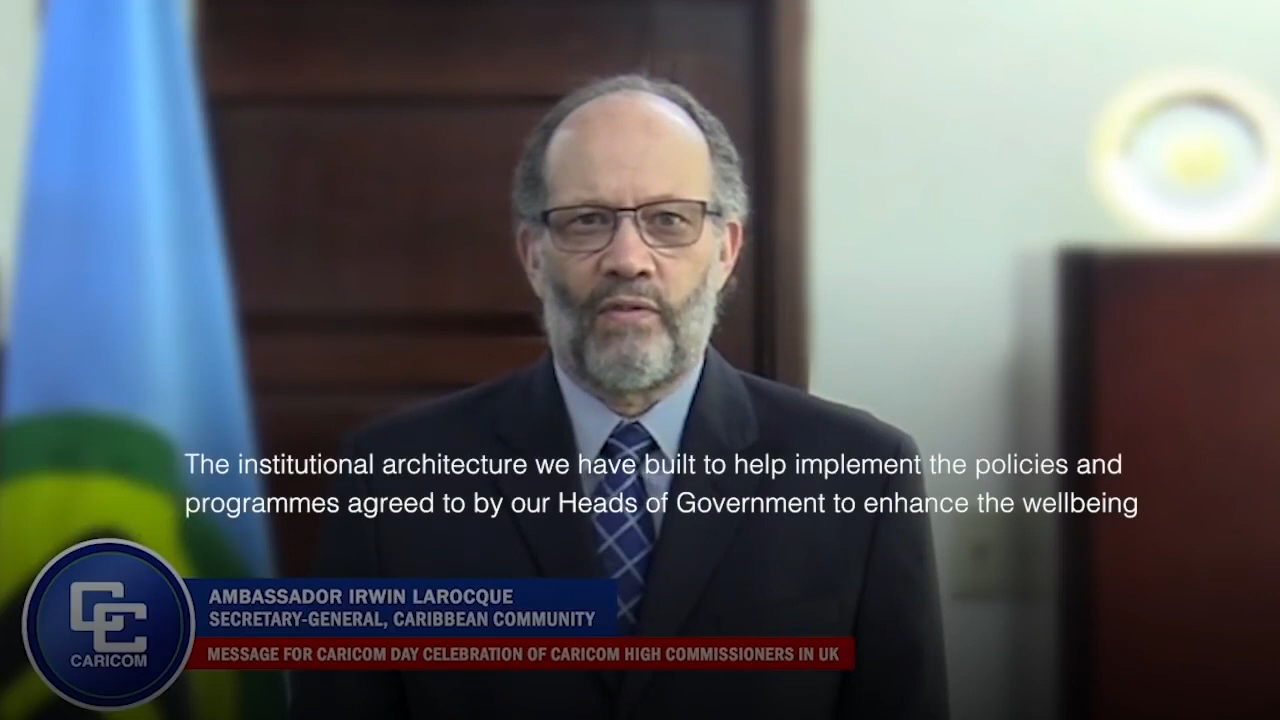 The institutional architecture we have built to help implement the policies and
programmes agreed to by our Heads of Government to enhance the wellbeing
AMBASSADOR IRWIN LAROCQUE
SECRETARY-GENERAL, CARIBBEAN COMMUNITY
MESSAGE FOR CARICOM DAY CELEBRATION OF CARICOM HIGH COMMISSIONERS IN UK
CC
CARICOM